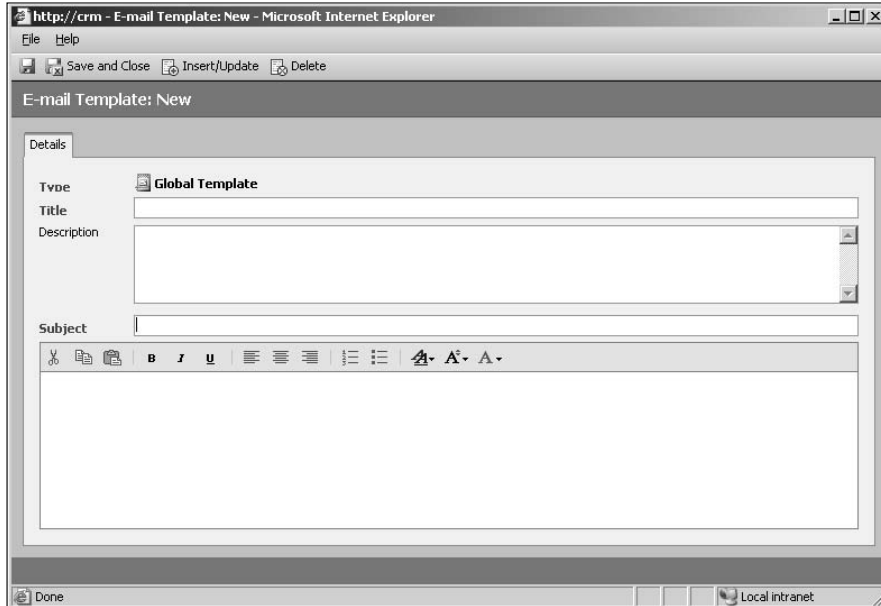 http://crm - E-mail Template: New - Microsoft Internet Explorer
File Help
Save and Close Insert/Update Delete
E-mail Template: New
Details
Type Global Template
Title
Description
Subject
B I U A A A
Done Local intranet